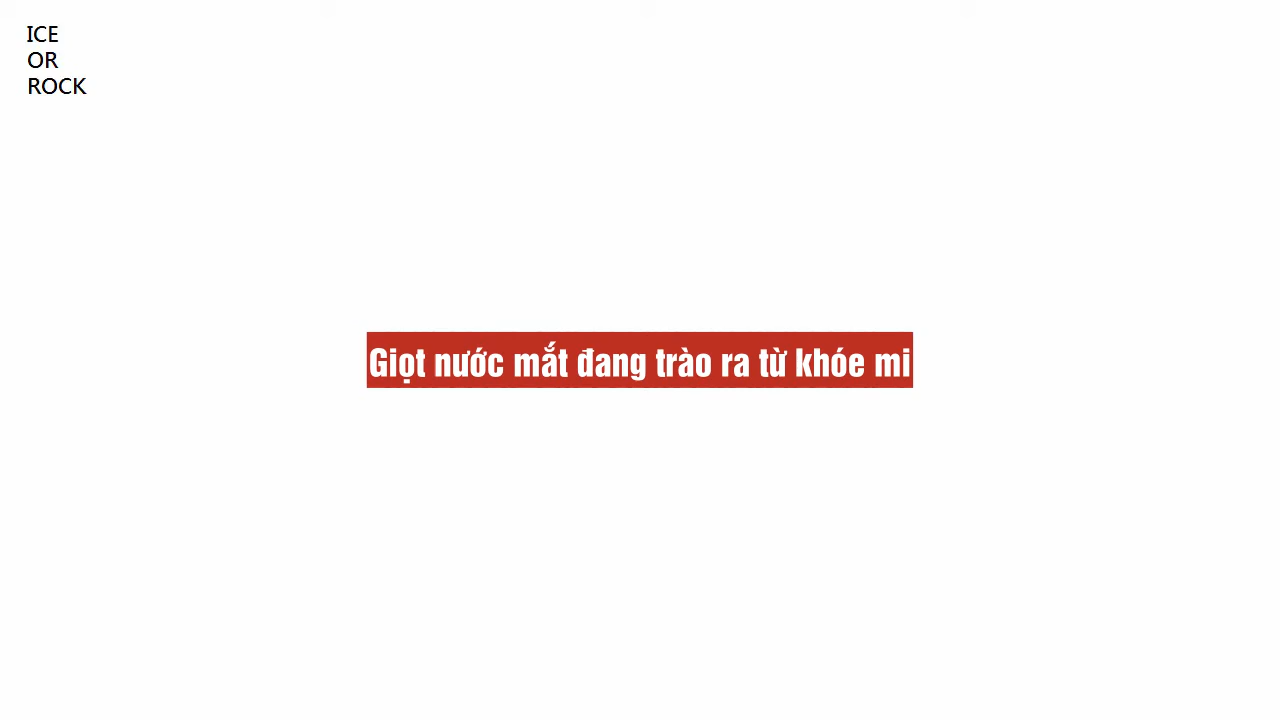 ICE
OR
ROCK
Giọt nước mắt đang trào ra từ khóe mi